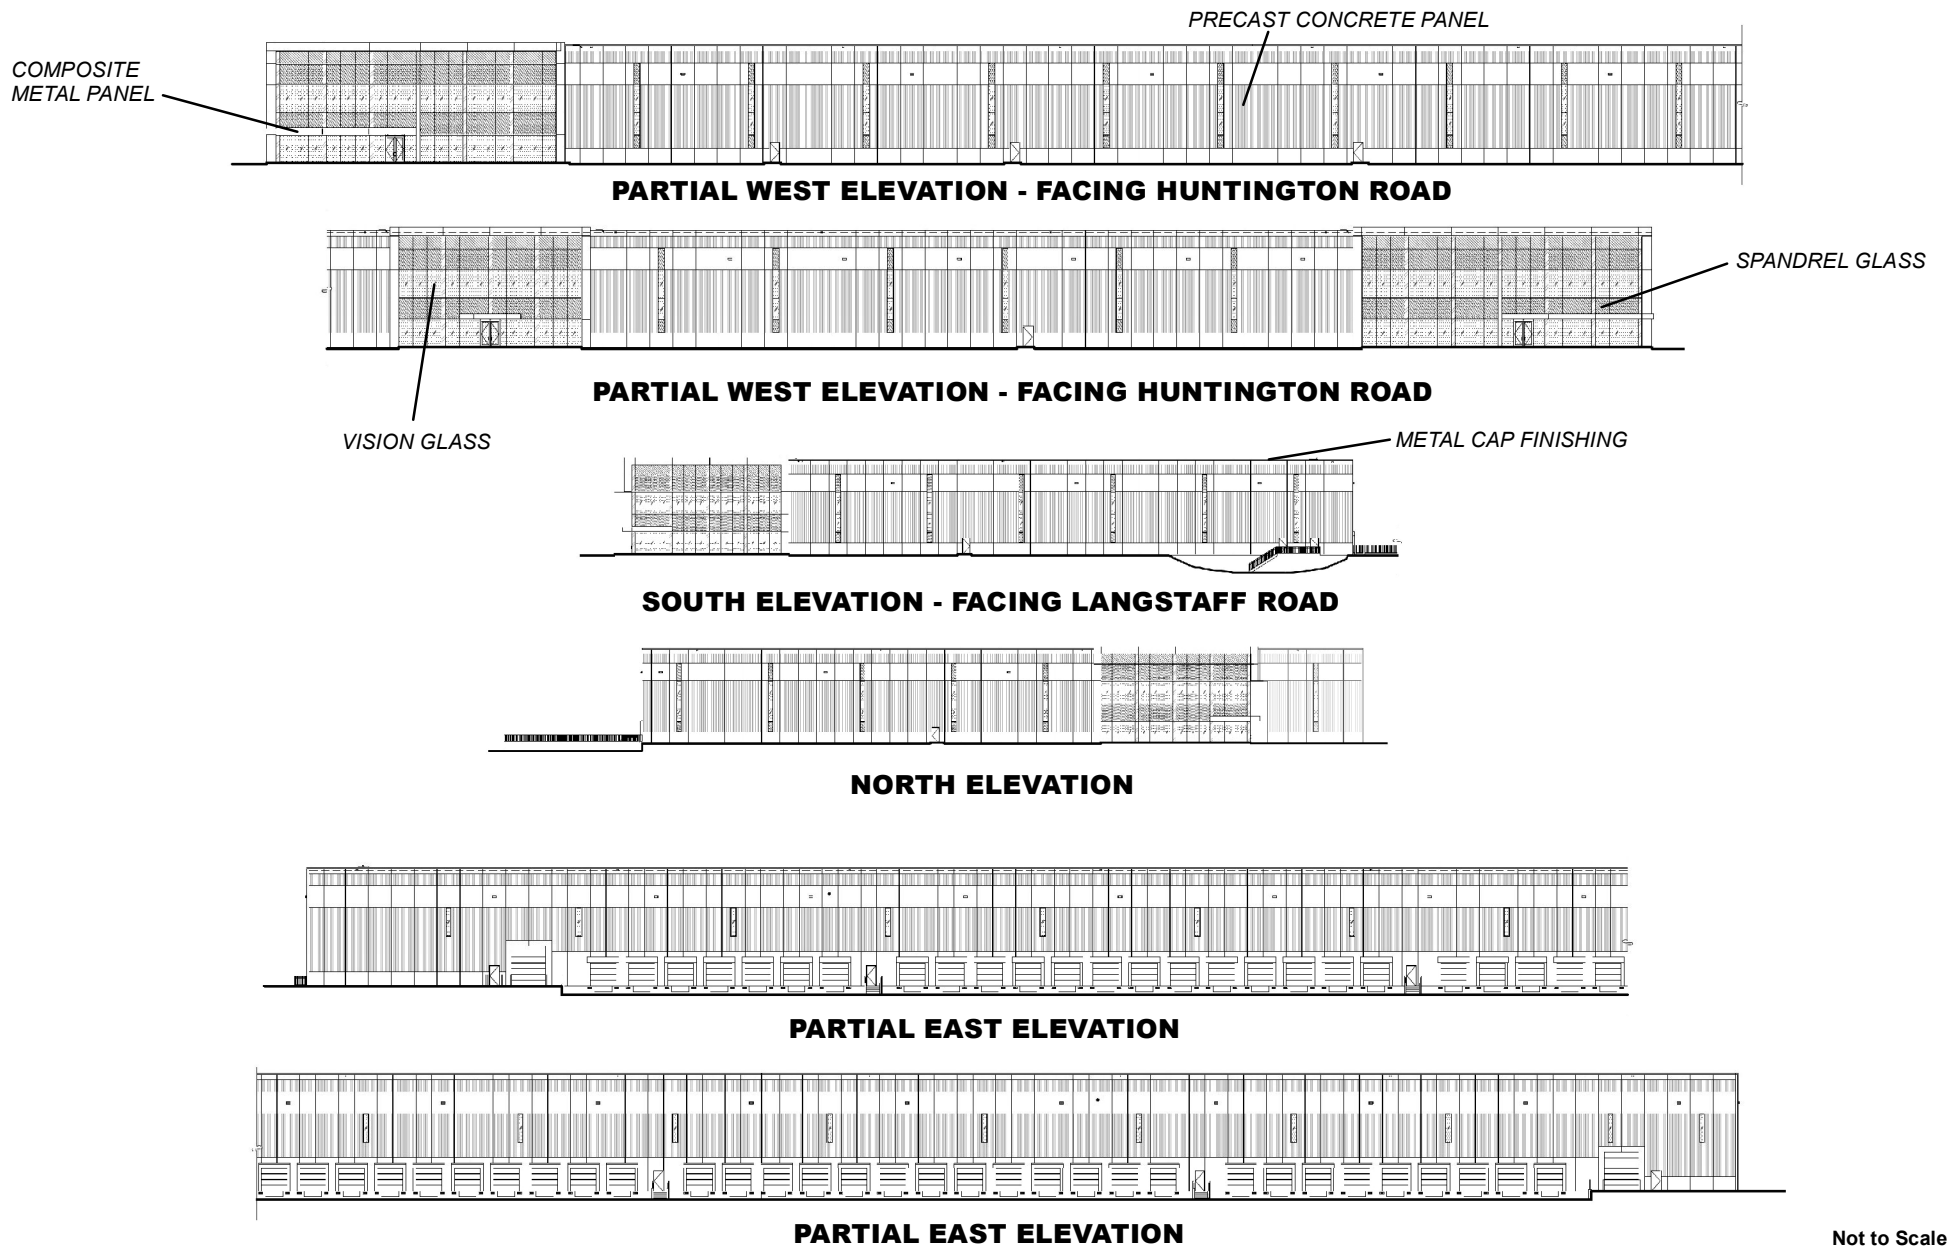 PRECAST CONCRETE PANEL
COMPOSITE
METAL PANEL
PARTIAL WEST ELEVATION - FACING HUNTINGTON ROAD
SPANDREL GLASS
PARTIAL WEST ELEVATION - FACING HUNTINGTON ROAD
VISION GLASS
METAL CAP FINISHING
SOUTH ELEVATION - FACING LANGSTAFF ROAD
NORTH ELEVATION
PARTIAL EAST ELEVATION
PARTIAL EAST ELEVATION
Not to Scale